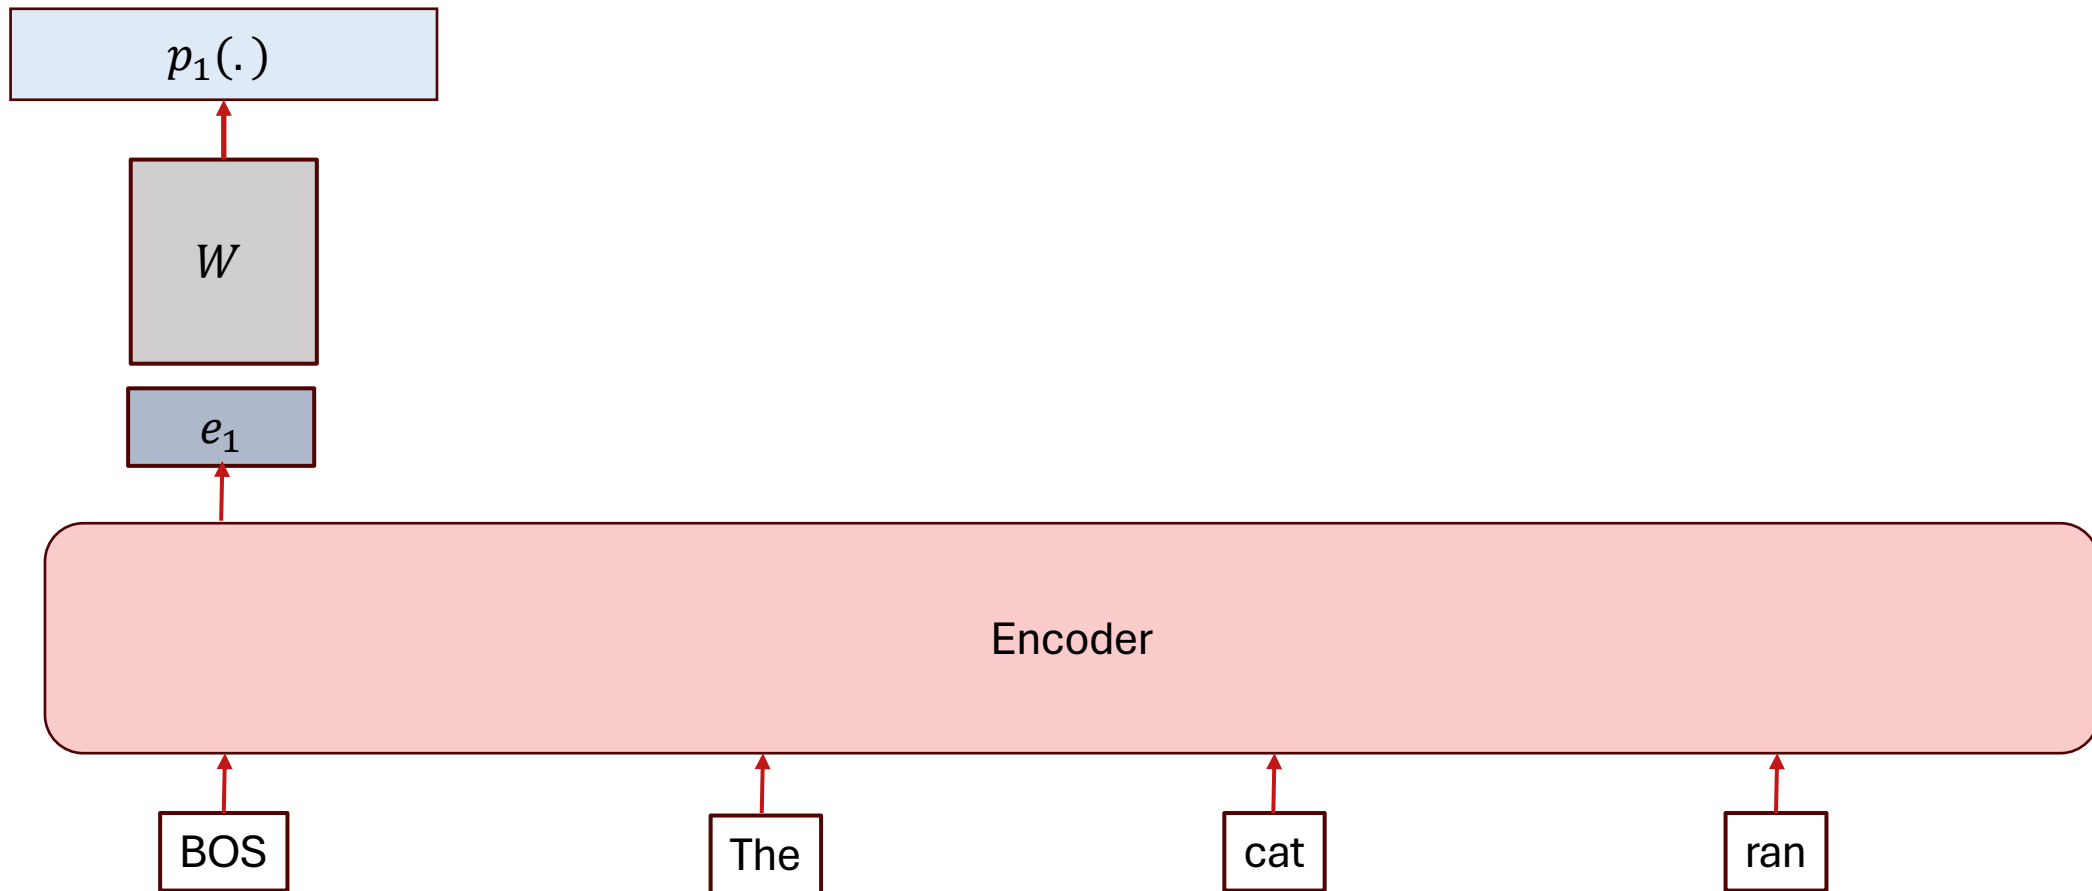 p₁(.)
W
e₁
Encoder
BOS The cat ran